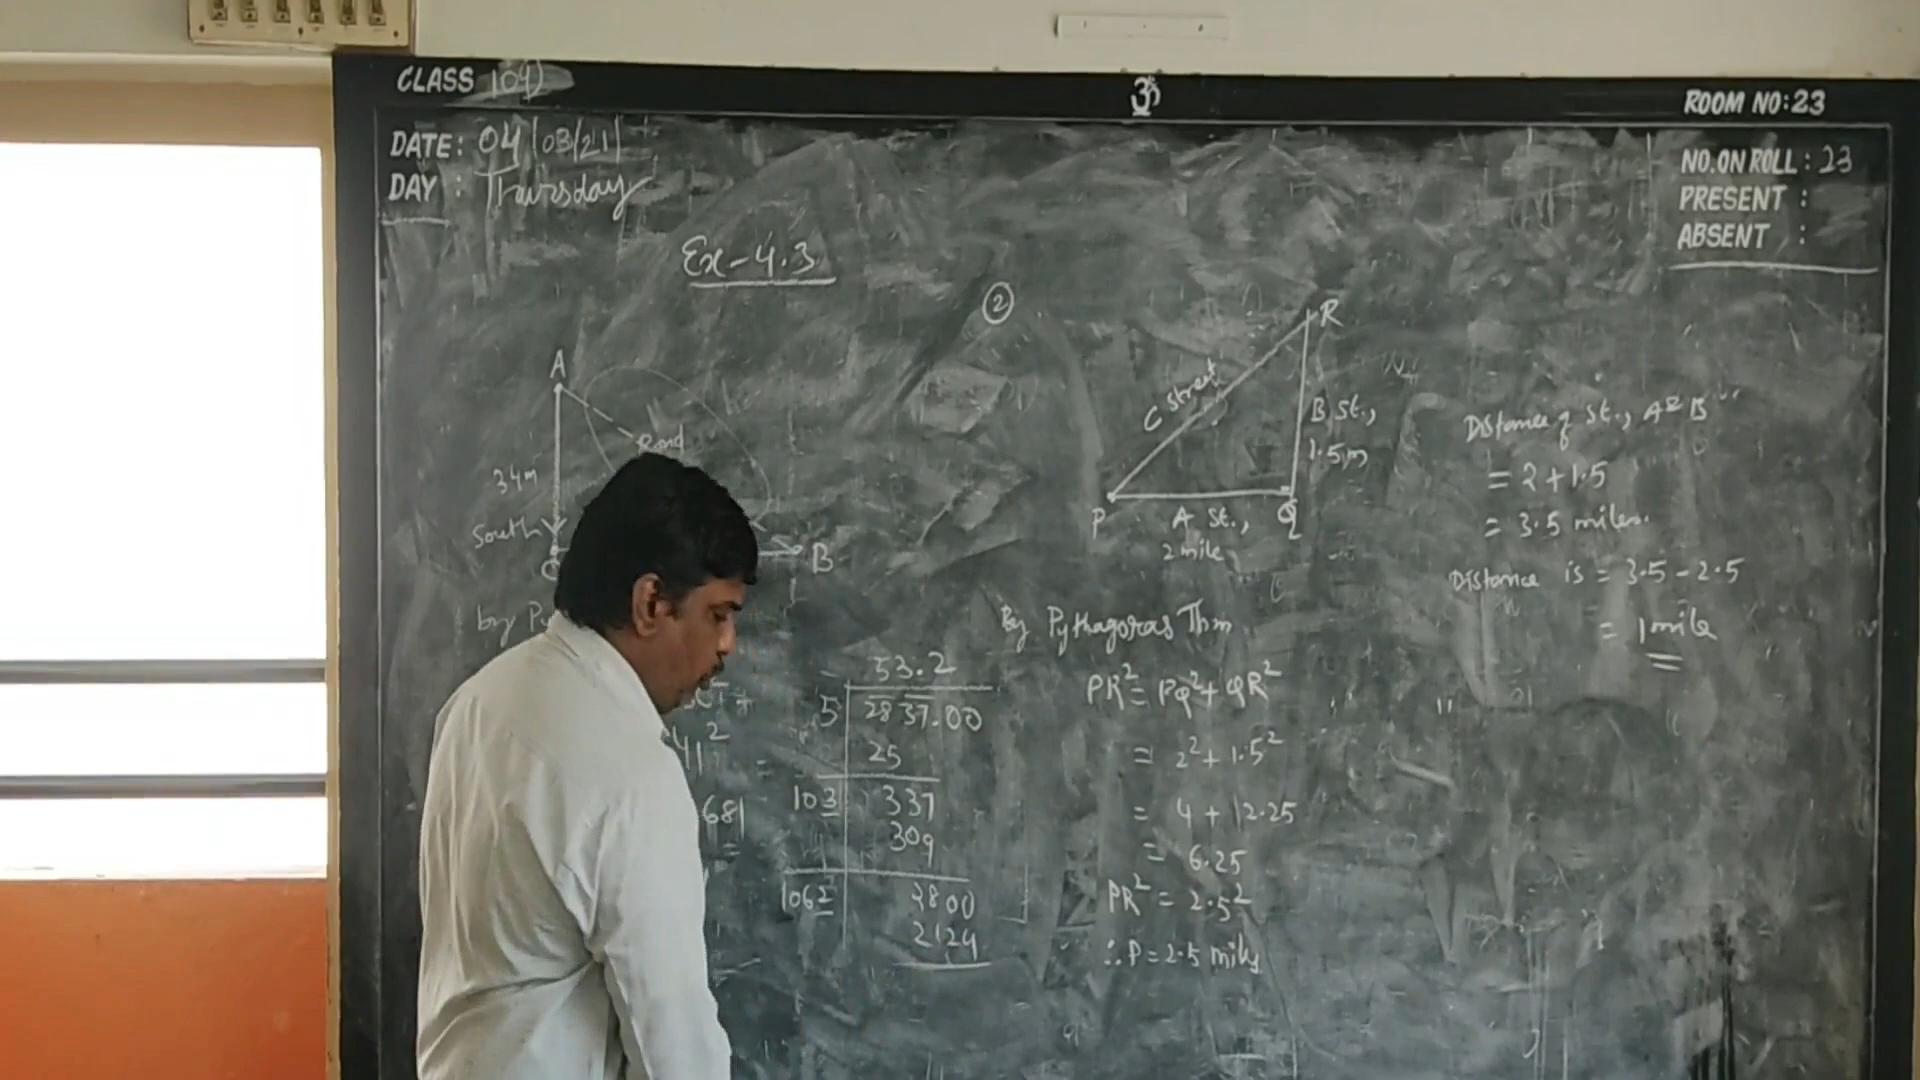 CLASS 10
DATE: 04/03/21
DAY : Thursday
ॐ
ROOM NO:23
NO.ON ROLL : 23
PRESENT :
ABSENT :
Ex-4.3
A
Road
34m
South
B
by
41²
681
53.2
5 2837.00
25
103 337
309
1062 2800
2124
②
R
C street
B St.,
1.5m
P A St., Q
2 mile
By Pythagoras Thm
PR² = PQ² + QR²
= 2² + 1.5²
= 4 + 2.25
= 6.25
PR² = 2.5²
∴ P = 2.5 miles
Distance of St., A & B
= 2 + 1.5
= 3.5 miles.
Distance is = 3.5 - 2.5
= 1 mile